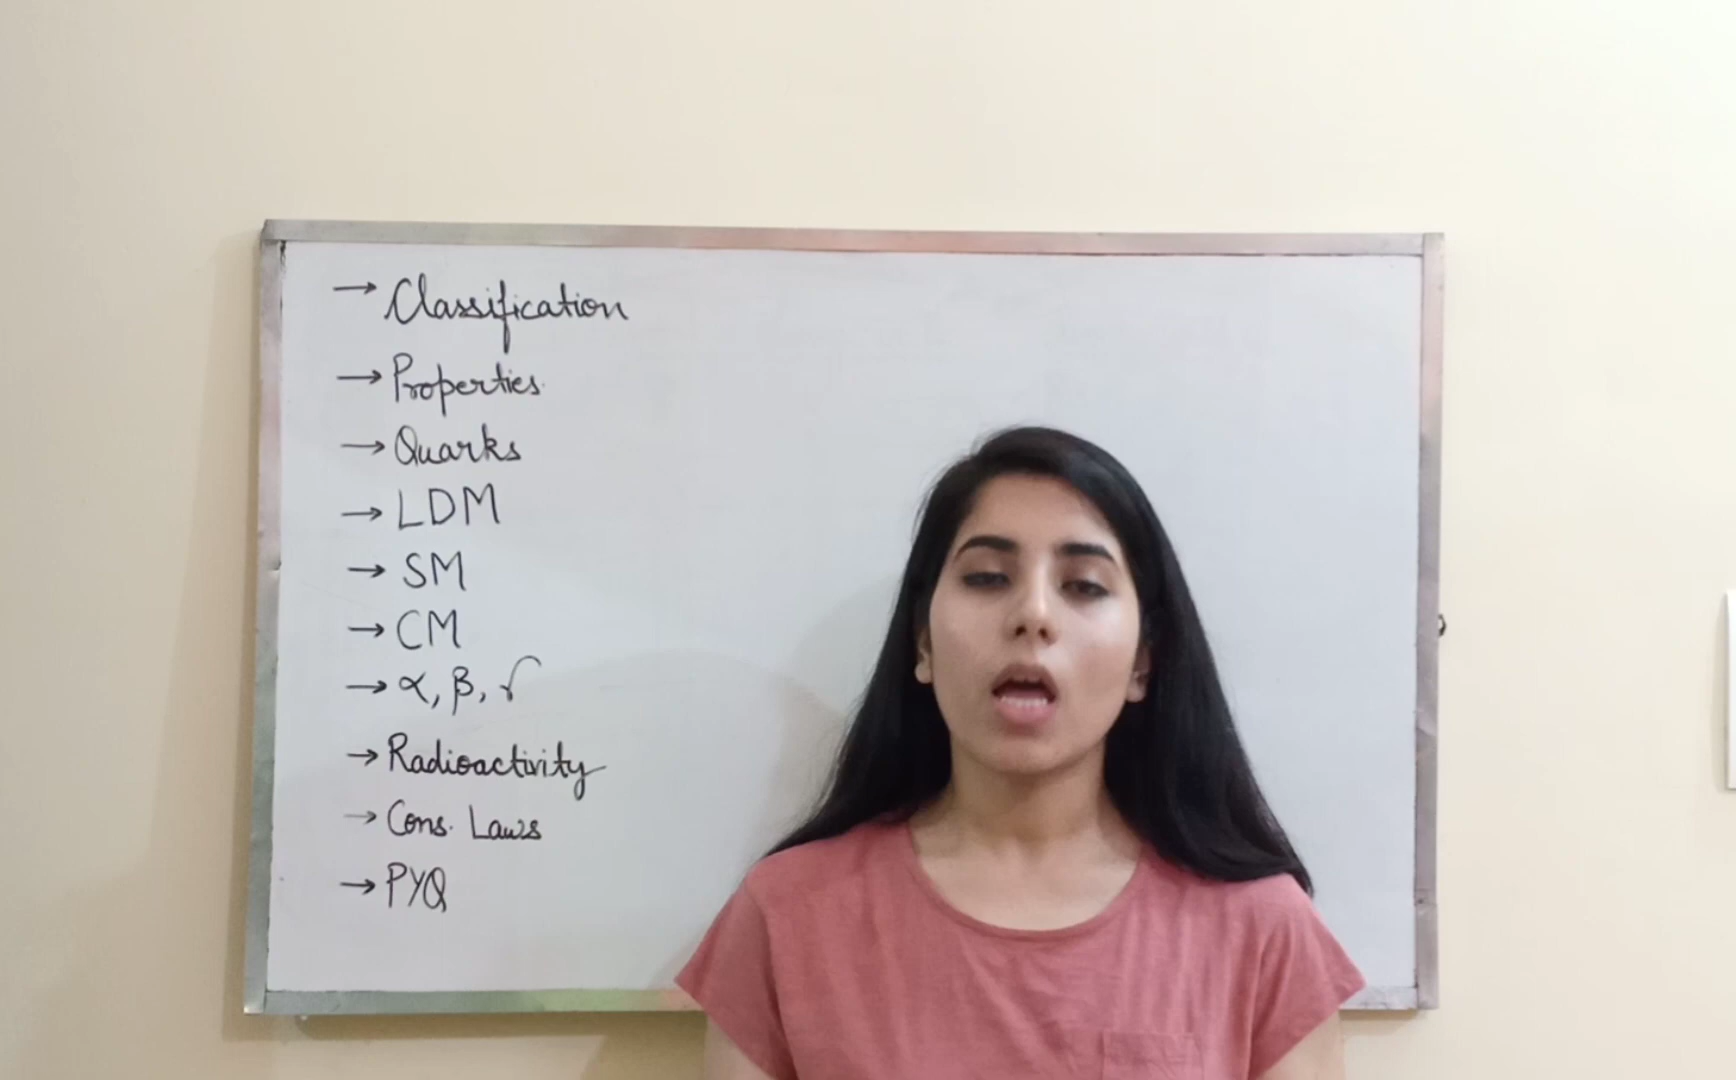 → Classification
→ Properties
→ Quarks
→ LDM
→ SM
→ CM
→ α, β, γ
→ Radioactivity
→ Cons. Laws
→ PYQ